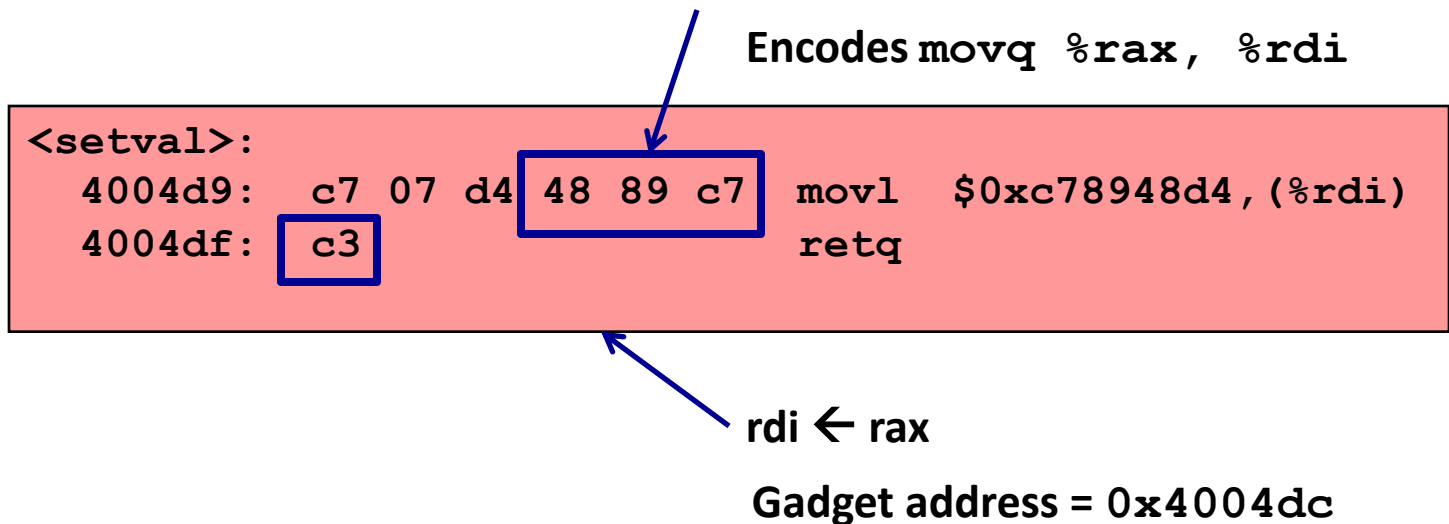 Encodes movq %rax, %rdi
<setval>:
4004d9: c7 07 d4 48 89 c7 movl $0xc78948d4,(%rdi)
4004df: c3 retq
rdi ← rax
Gadget address = 0x4004dc